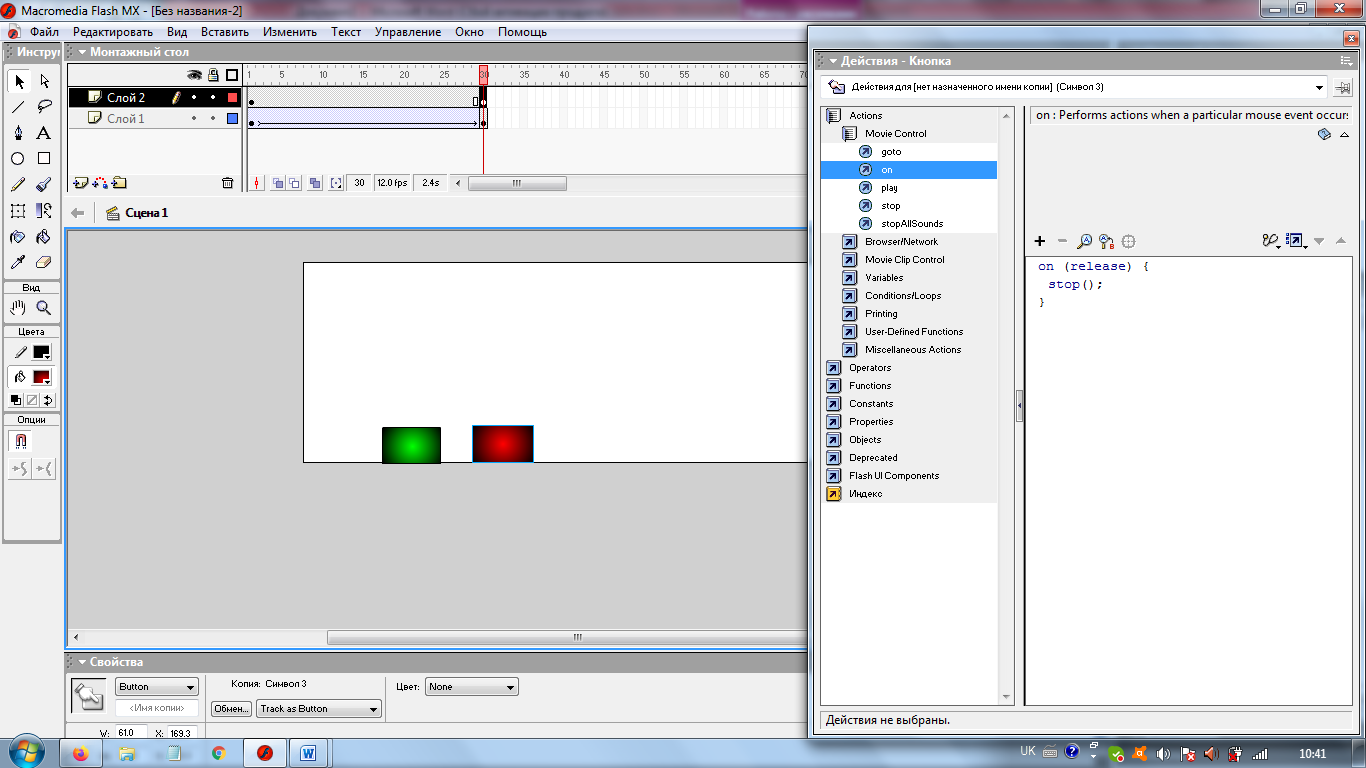 Macromedia Flash MX - [Без названия-2]
Файл Редактировать Вид Вставить Изменить Текст Управление Окно Помощь
Инстру
Монтажный стол
1 5 10 15 20 25 30 35 40 45 50 55 60 65
Слой 2
Слой 1
30 12.0 fps 2.4s
Сцена 1
Вид
Цвета
Опции
Свойства
Button
<Имя копии>
Копия: Символ 3
Обмен...
Track as Button
Цвет: None
W: 61.0 X: 169.3
Действия - Кнопка
Действия для [нет назначенного имени копии] (Символ 3)
Actions
Movie Control
goto
on
play
stop
stopAllSounds
Browser/Network
Movie Clip Control
Variables
Conditions/Loops
Printing
User-Defined Functions
Miscellaneous Actions
Operators
Functions
Constants
Properties
Objects
Deprecated
Flash UI Components
Индекс
on : Performs actions when a particular mouse event occurs
on (release) {
stop();
}
Действия не выбраны.
UK
10:41